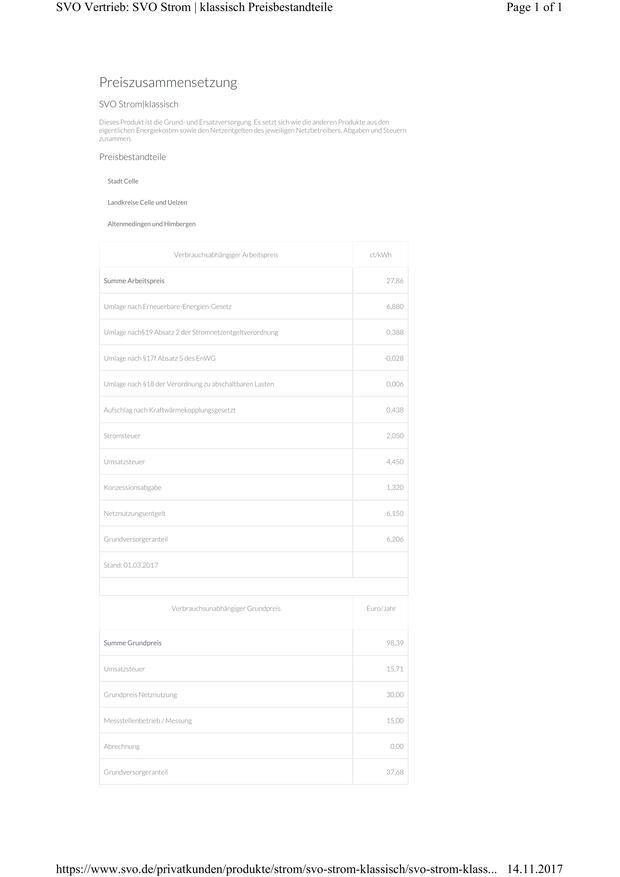 SVO Vertrieb: SVO Strom | klassisch Preisbestandteile Page 1 of 1
Preiszusammensetzung
SVO Strom|klassisch
Dieses Produkt ist die Grund- und Ersatzversorgung. Es setzt sich wie die anderen Produkte aus den
eigentlichen Energiekosten sowie den Netzentgelten des jeweiligen Netzbetreibers, Abgaben und Steuern
zusammen.
Preisbestandteile
Stadt Celle
Landkreise Celle und Uelzen
Altenmedingen und Himbergen
Verbrauchsabhängiger Arbeitspreis ct/kWh
Summe Arbeitspreis 27,86
Umlage nach Erneuerbare-Energien-Gesetz 6,880
Umlage nach§19 Absatz 2 der Stromnetzentgeltverordnung 0,388
Umlage nach §17f Absatz 5 des EnWG -0,028
Umlage nach §18 der Verordnung zu abschaltbaren Lasten 0,006
Aufschlag nach Kraftwärmekopplungsgesetzt 0,438
Stromsteuer 2,050
Umsatzsteuer 4,450
Konzessionsabgabe 1,320
Netznutzungsentgelt 6,150
Grundversorgeranteil 6,206
Stand: 01.03.2017
Verbrauchsunabhängiger Grundpreis Euro/Jahr
Summe Grundpreis 98,39
Umsatzsteuer 15,71
Grundpreis Netznutzung 30,00
Messstellenbetrieb / Messung 15,00
Abrechnung 0,00
Grundversorgeranteil 37,68
https://www.svo.de/privatkunden/produkte/strom/svo-strom-klassisch/svo-strom-klass... 14.11.2017